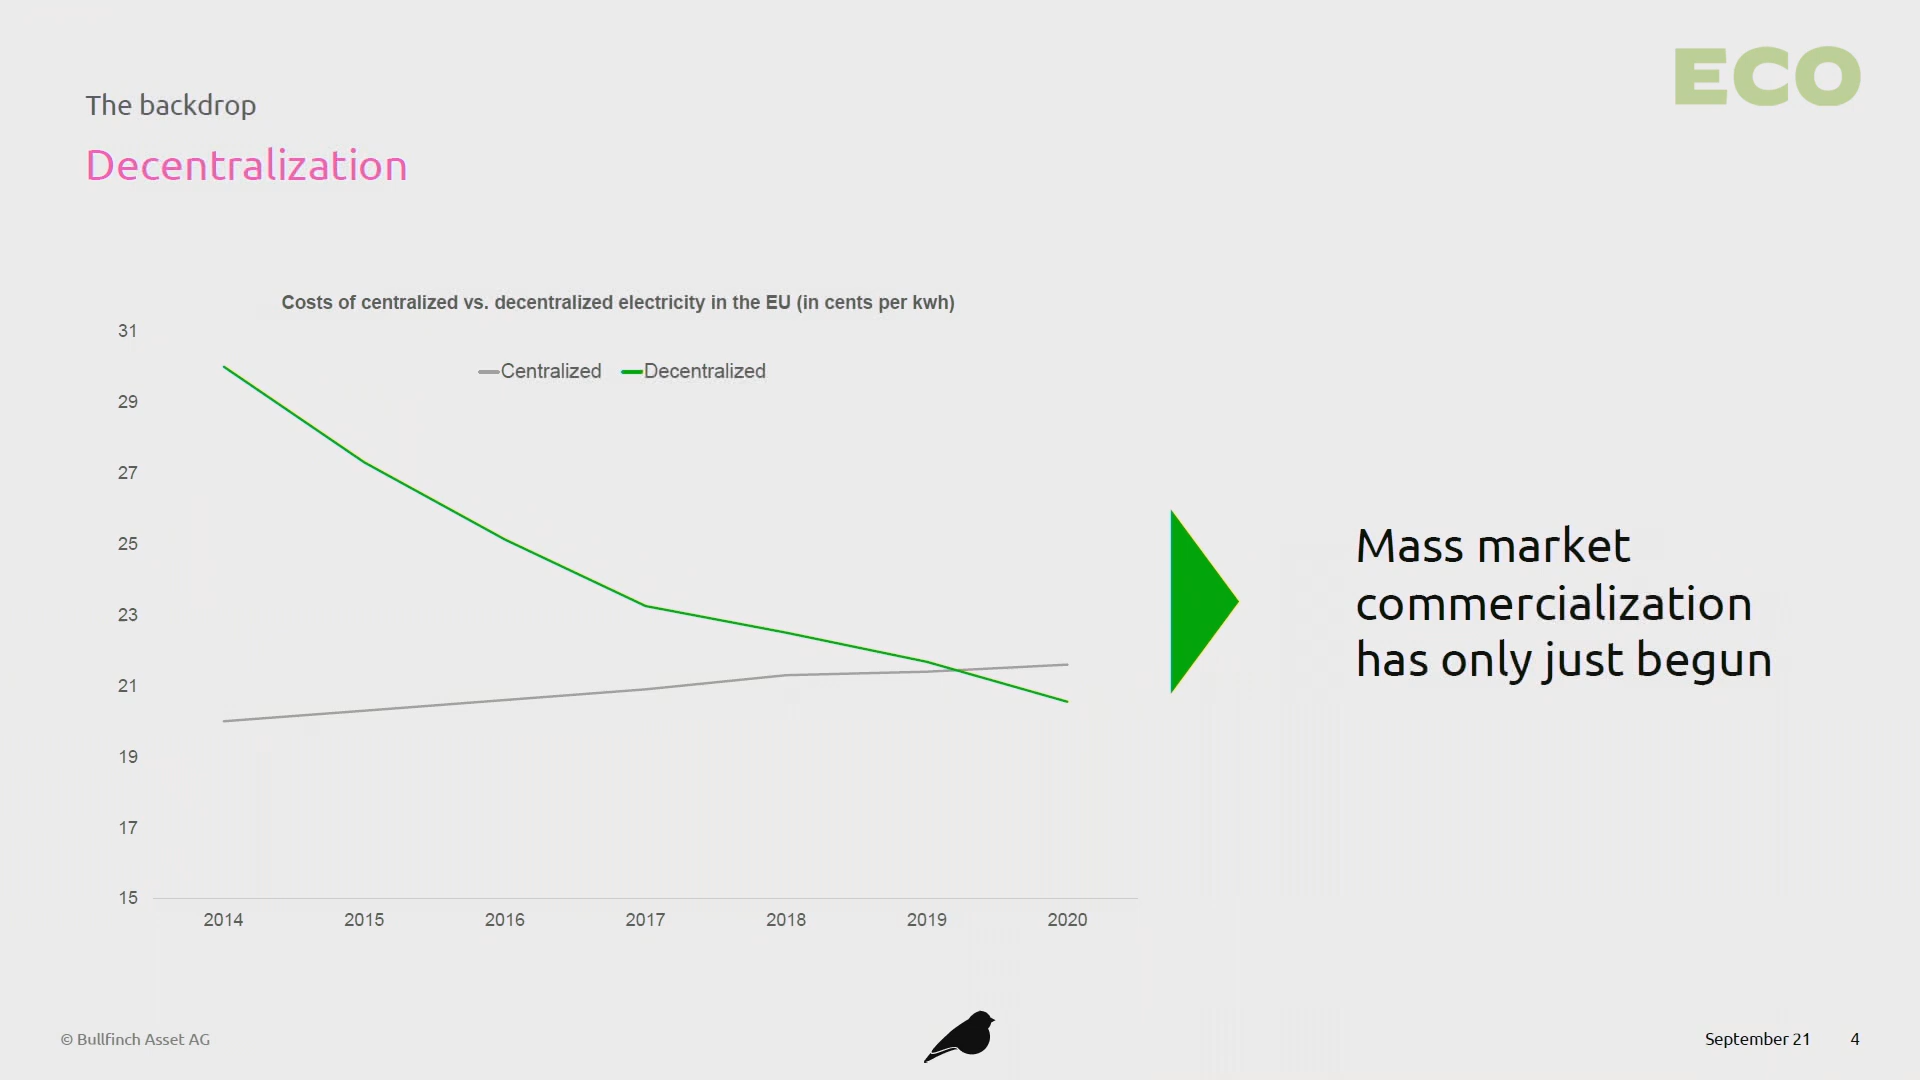 ECO
The backdrop
Decentralization
Costs of centralized vs. decentralized electricity in the EU (in cents per kwh)
Centralized Decentralized
31
29
27
25
23
21
19
17
15
2014 2015 2016 2017 2018 2019 2020
Mass market
commercialization
has only just begun
© Bullfinch Asset AG
September 21 4